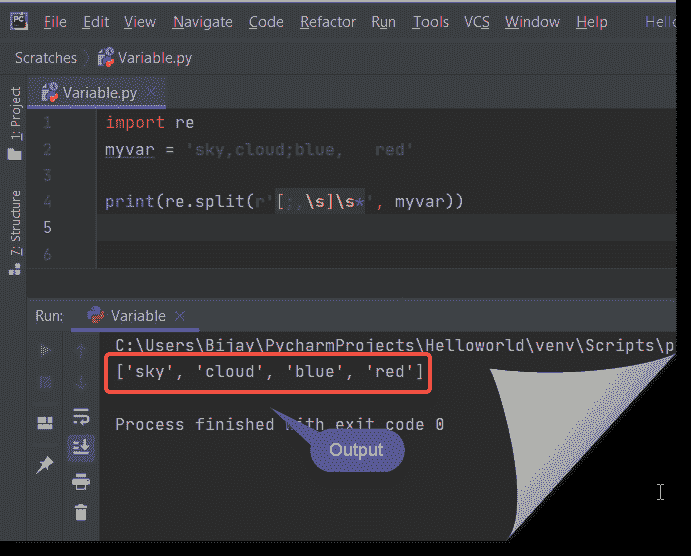 PC File Edit View Navigate Code Refactor Run Tools VCS Window Help Hello
Scratches Variable.py
Variable.py
1: Project
Z: Structure
1 import re
2 myvar = 'sky,cloud;blue,   red'
3
4 print(re.split(r'[;,\s]\s*', myvar))
5
6
Run: Variable
C:\Users\Bijay\PycharmProjects\Helloworld\venv\Scripts\p
['sky', 'cloud', 'blue', 'red']
Process finished with exit code 0
Output